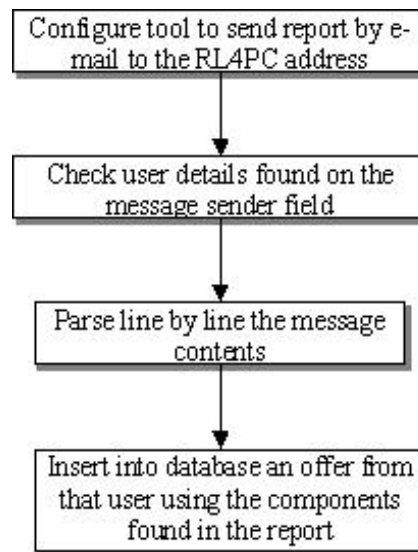 Configure tool to send report by e-
mail to the RL4PC address
Check user details found on the
message sender field
Parse line by line the message
contents
Insert into database an offer from
that user using the components
found in the report